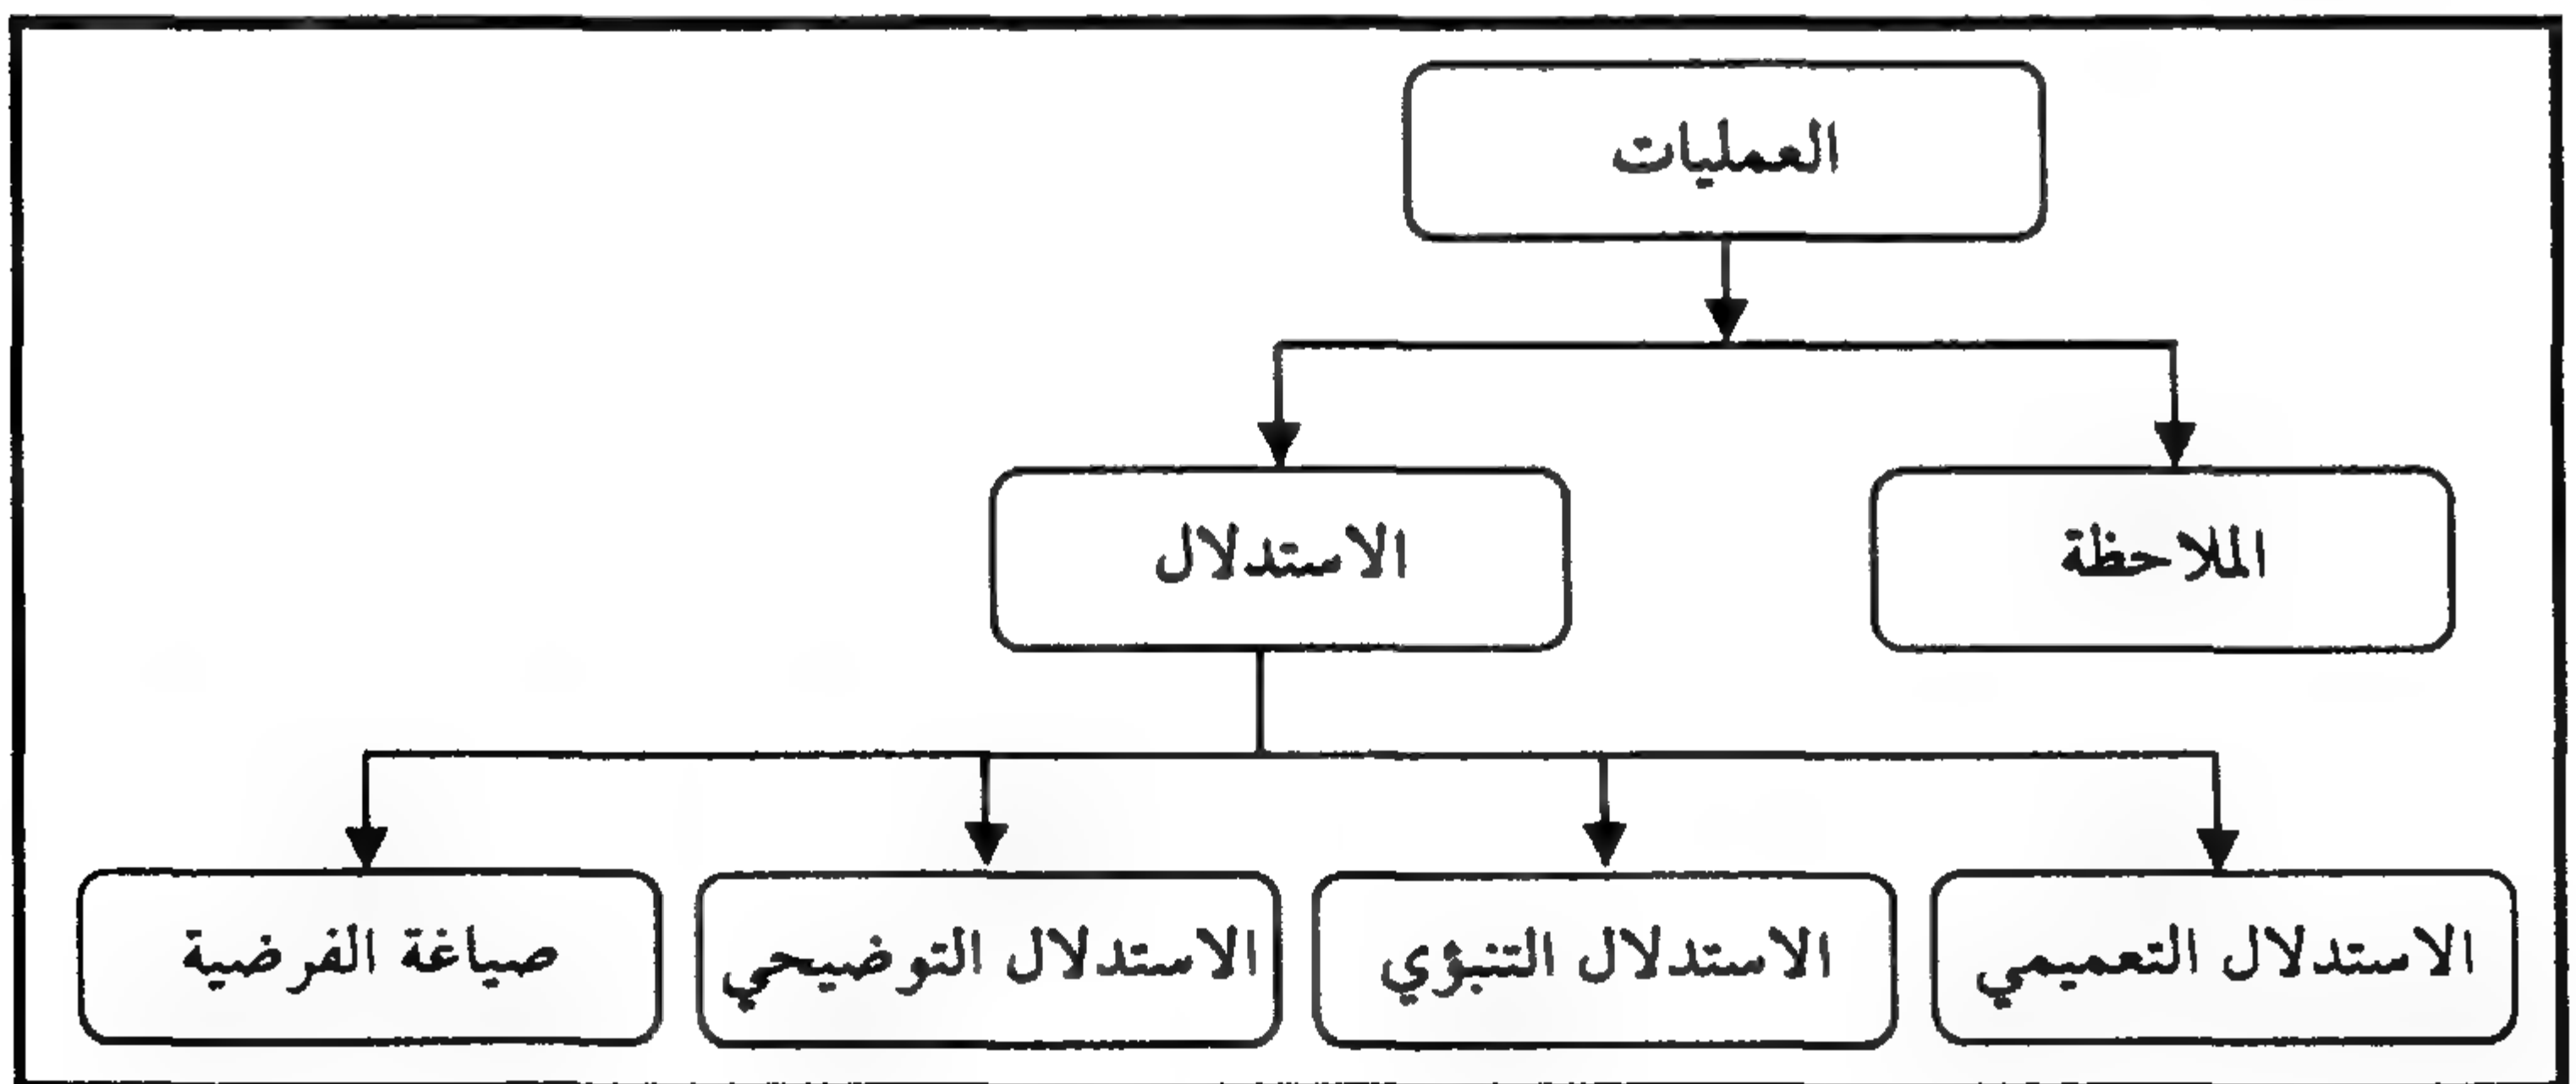 العمليات
الملاحظة
الاستدلال
الاستدلال التعميمي
الاستدلال التنبؤي
الاستدلال التوضيحي
صياغة الفرضية